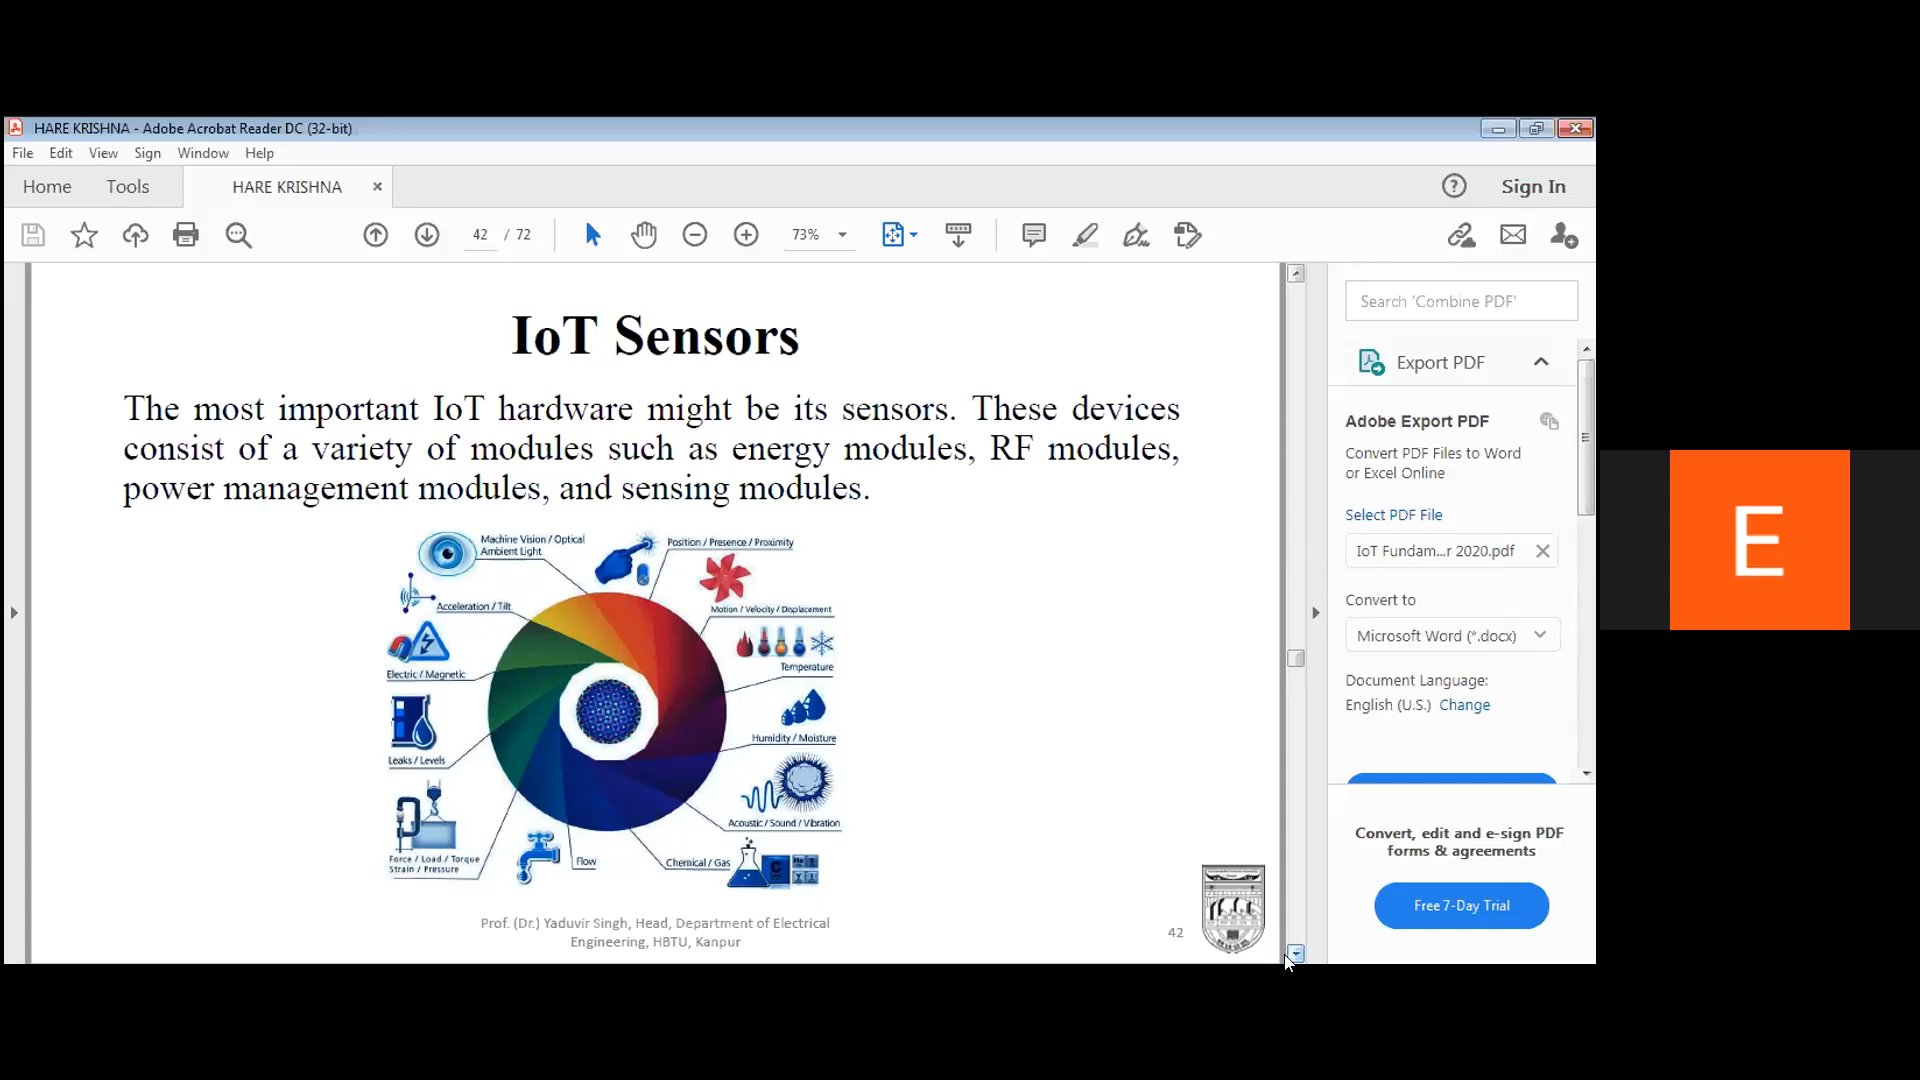 HARE KRISHNA - Adobe Acrobat Reader DC (32-bit)
File Edit View Sign Window Help
Home Tools HARE KRISHNA Sign In
42 / 72 73%
IoT Sensors
The most important IoT hardware might be its sensors. These devices
consist of a variety of modules such as energy modules, RF modules,
power management modules, and sensing modules.
Machine Vision / Optical
Ambient Light
Position / Presence / Proximity
Acceleration / Tilt
Motion / Velocity / Displacement
Electric / Magnetic
Temperature
Leaks / Levels
Humidity / Moisture
Acoustic / Sound / Vibration
Force / Load / Torque
Strain / Pressure
Flow
Chemical / Gas
Prof. (Dr.) Yaduvir Singh, Head, Department of Electrical
Engineering, HBTU, Kanpur
42
Search 'Combine PDF'
Export PDF
Adobe Export PDF
Convert PDF Files to Word
or Excel Online
Select PDF File
IoT Fundam...r 2020.pdf
Convert to
Microsoft Word (*.docx)
Document Language:
English (U.S.) Change
Convert, edit and e-sign PDF
forms & agreements
Free 7-Day Trial
E